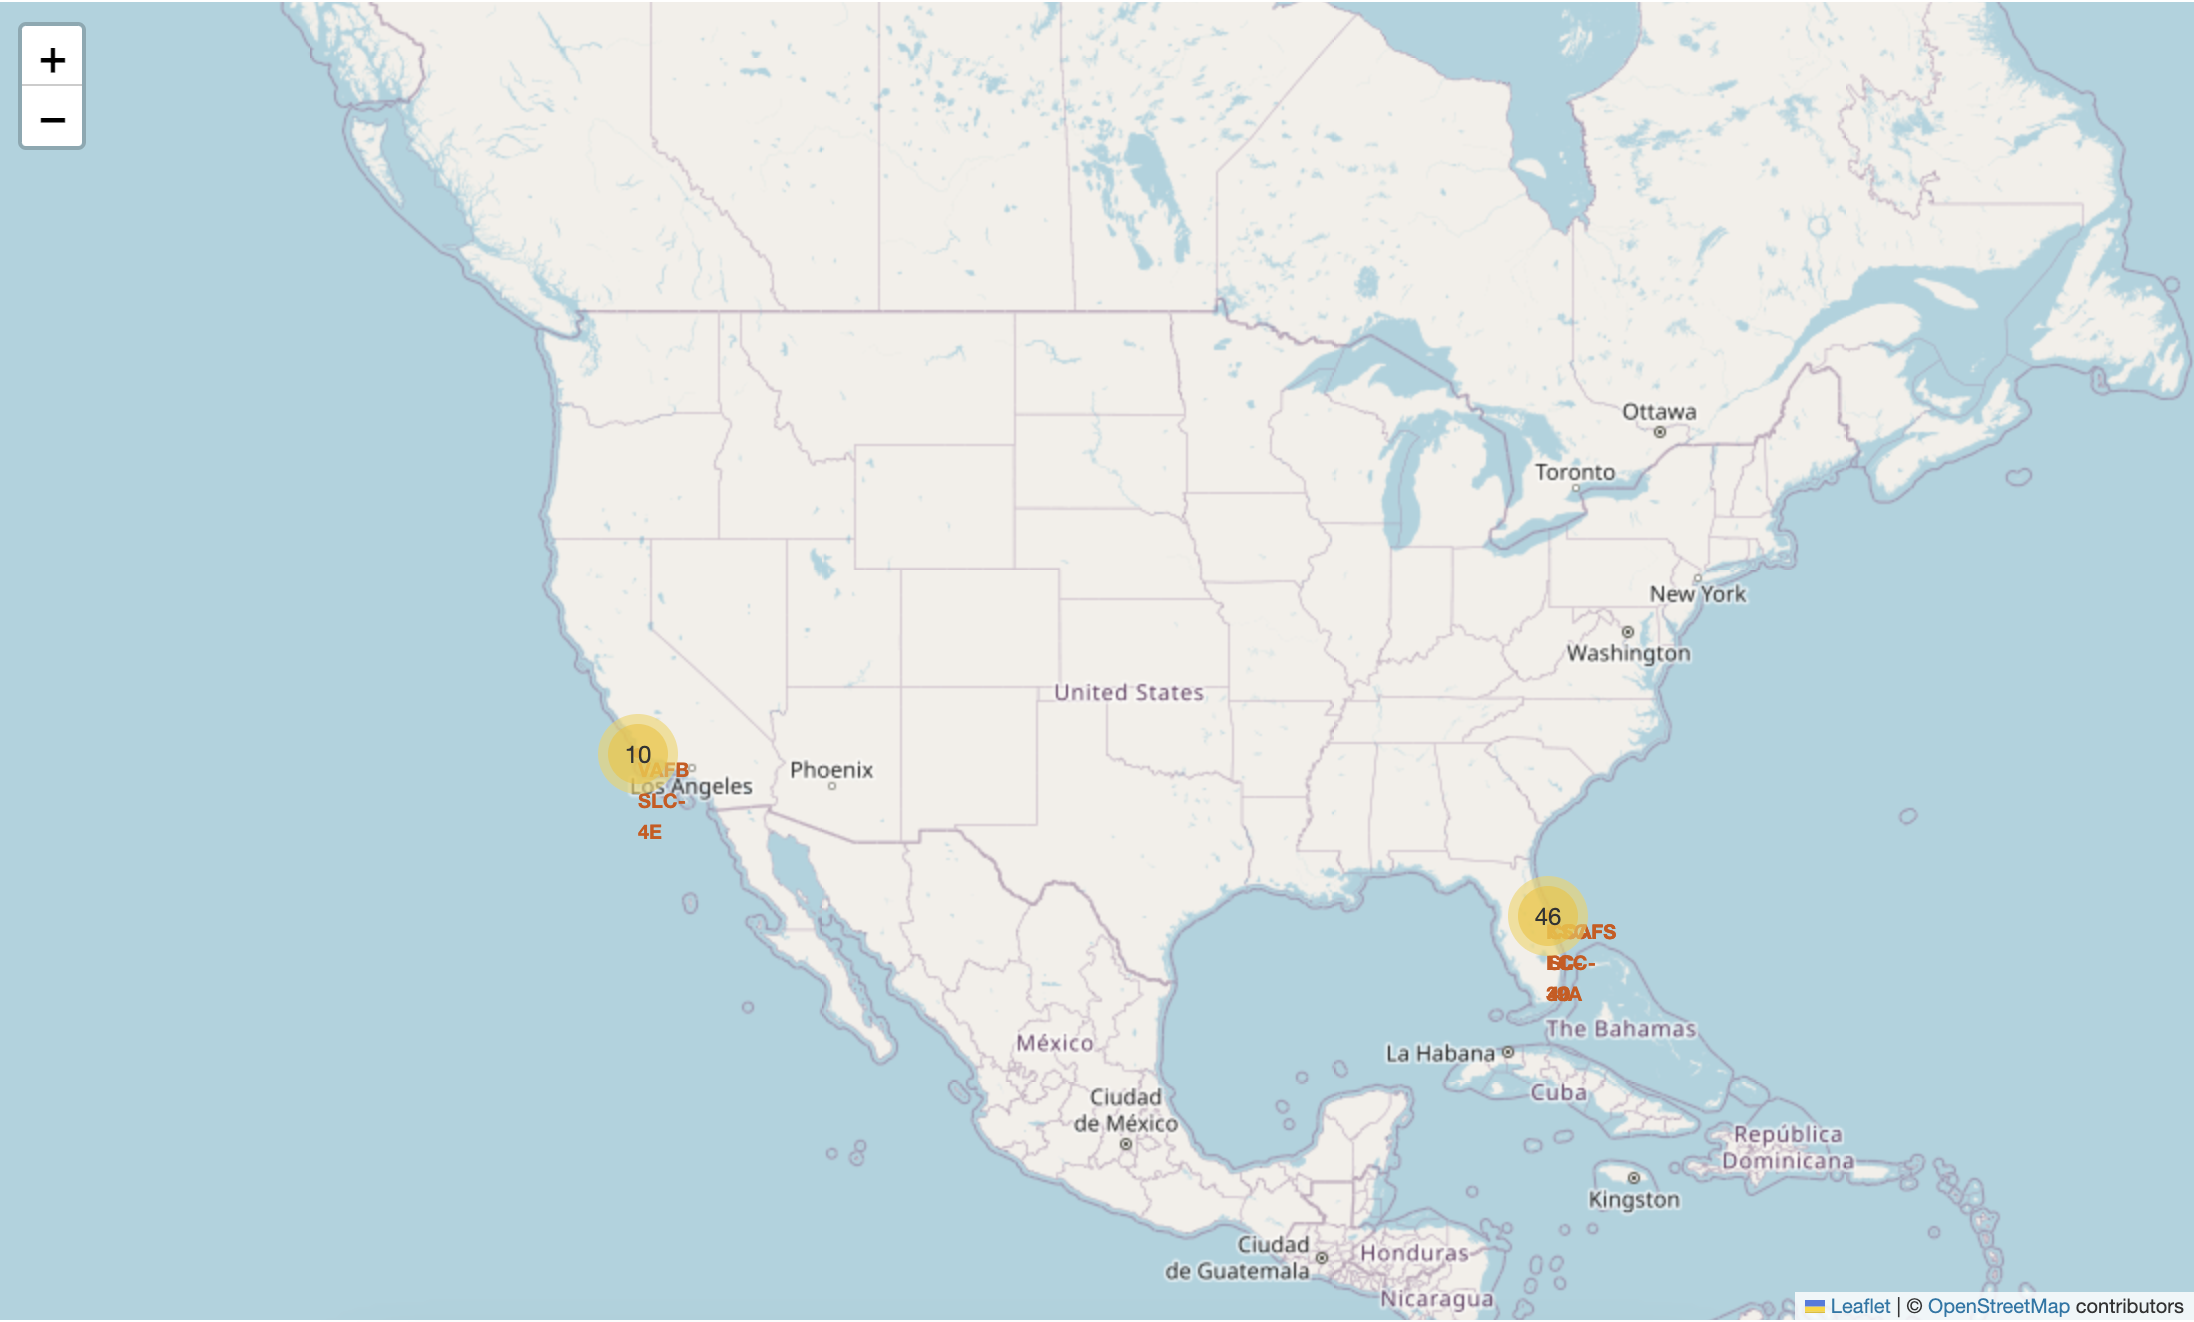 +
−
Ottawa
Toronto
New York
Washington
United States
10
VAFB
Los Angeles
SLC-
4E
Phoenix
46
México
Ciudad
de México
The Bahamas
La Habana
Cuba
República
Dominicana
Kingston
Ciudad
de Guatemala
Honduras
Nicaragua
Leaflet | © OpenStreetMap contributors